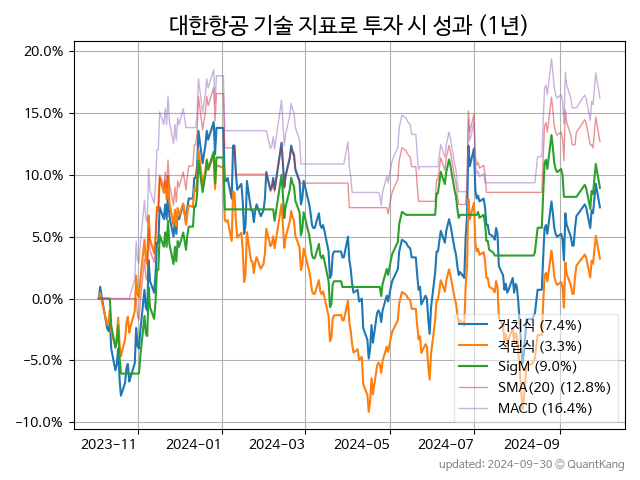 대한항공 기술 지표로 투자 시 성과 (1년)
20.0%
15.0%
10.0%
5.0%
0.0%
−5.0%
−10.0%
거치식 (7.4%)
적립식 (3.3%)
SigM (9.0%)
SMA(20) (12.8%)
MACD (16.4%)
2023-11 2024-01 2024-03 2024-05 2024-07 2024-09
updated: 2024-09-30 © QuantKang